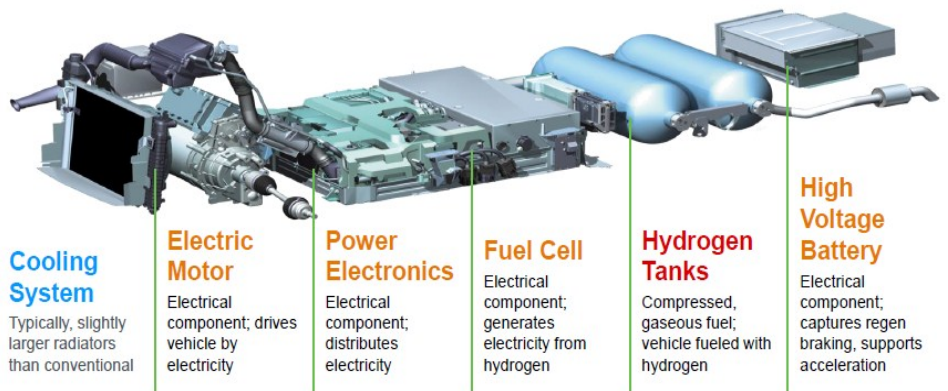 Cooling
System
Typically, slightly
larger radiators
than conventional
Electric
Motor
Electrical
component; drives
vehicle by
electricity
Power
Electronics
Electrical
component;
distributes
electricity
Fuel Cell
Electrical
component;
generates
electricity from
hydrogen
Hydrogen
Tanks
Compressed,
gaseous fuel;
vehicle fueled with
hydrogen
High
Voltage
Battery
Electrical
component;
captures regen
braking, supports
acceleration